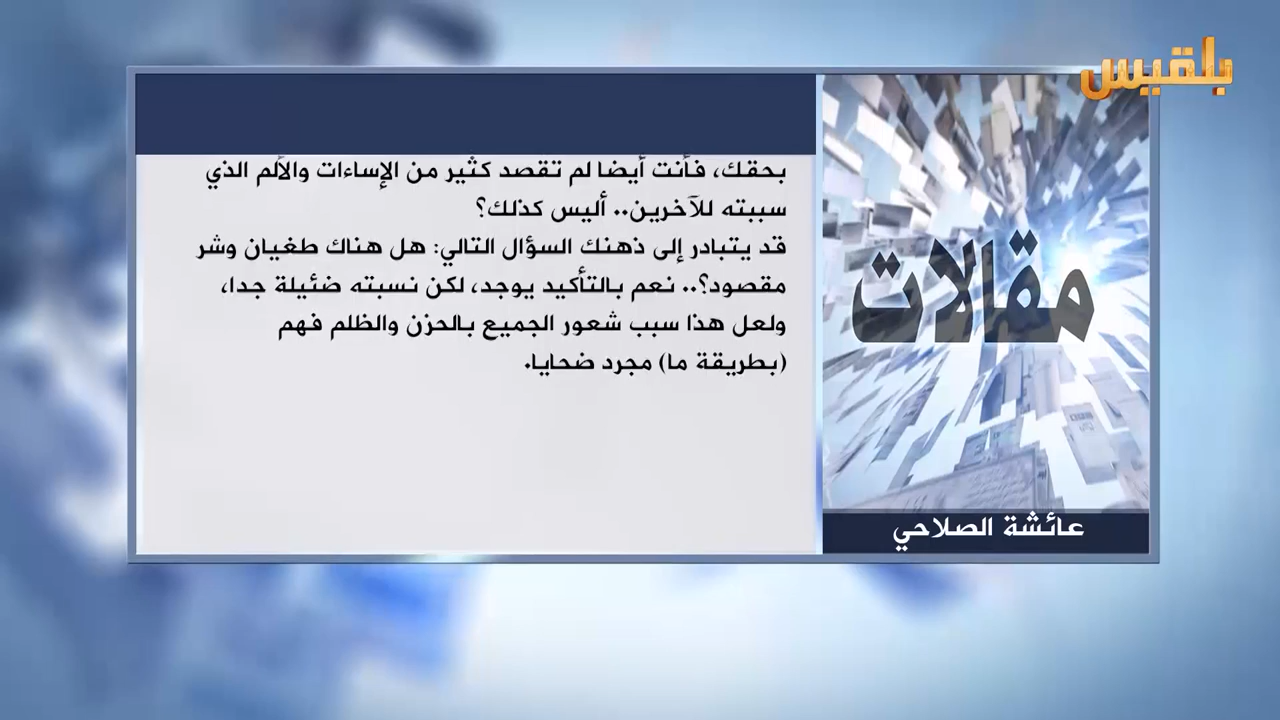 بلقيس
بحقك، فأنت أيضا لم تقصد كثير من الإساءات والألم الذي
سببته للآخرين.. أليس كذلك؟
قد يتبادر إلى ذهنك السؤال التالي: هل هناك طغيان وشر
مقصود؟.. نعم بالتأكيد يوجد، لكن نسبته ضئيلة جدا،
ولعل هذا سبب شعور الجميع بالحزن والظلم فهم
(بطريقة ما) مجرد ضحايا.
مقالات
عائشة الصلاحي